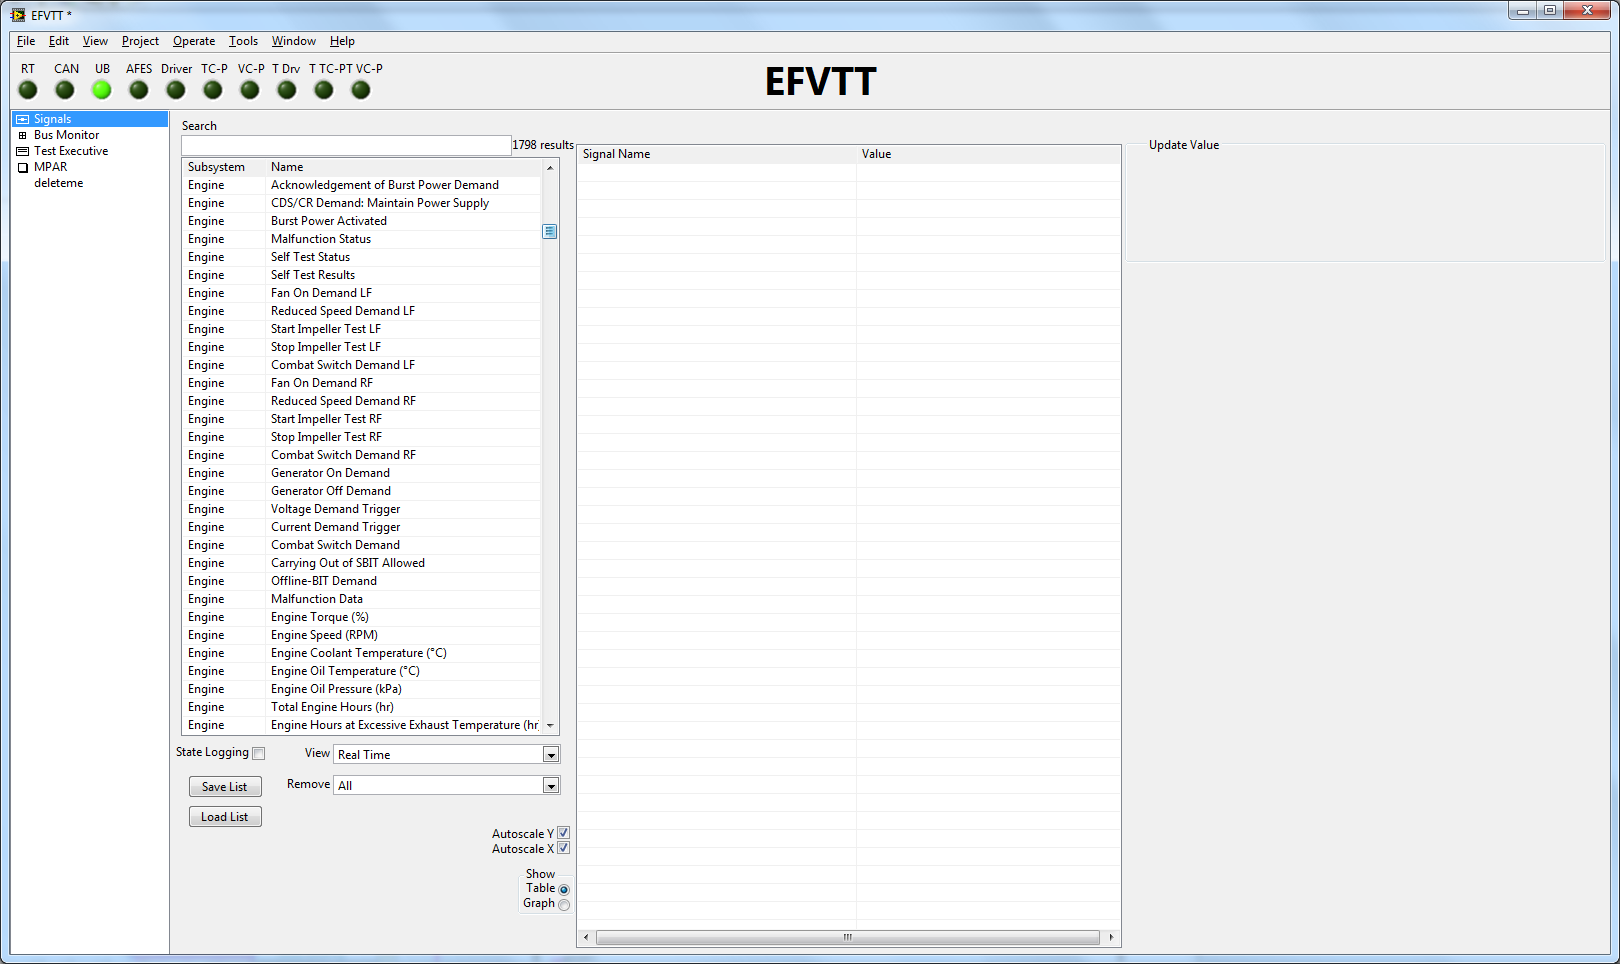 EFVTT *
File Edit View Project Operate Tools Window Help
RT CAN UB AFES Driver TC-P VC-P T Drv T TC-PT VC-P
EFVTT
Signals
Bus Monitor
Test Executive
MPAR
deleteme
Search
1798 results
Subsystem Name
Engine Acknowledgement of Burst Power Demand
Engine CDS/CR Demand: Maintain Power Supply
Engine Burst Power Activated
Engine Malfunction Status
Engine Self Test Status
Engine Self Test Results
Engine Fan On Demand LF
Engine Reduced Speed Demand LF
Engine Start Impeller Test LF
Engine Stop Impeller Test LF
Engine Combat Switch Demand LF
Engine Fan On Demand RF
Engine Reduced Speed Demand RF
Engine Start Impeller Test RF
Engine Stop Impeller Test RF
Engine Combat Switch Demand RF
Engine Generator On Demand
Engine Generator Off Demand
Engine Voltage Demand Trigger
Engine Current Demand Trigger
Engine Combat Switch Demand
Engine Carrying Out of SBIT Allowed
Engine Offline-BIT Demand
Engine Malfunction Data
Engine Engine Torque (%)
Engine Engine Speed (RPM)
Engine Engine Coolant Temperature (°C)
Engine Engine Oil Temperature (°C)
Engine Engine Oil Pressure (kPa)
Engine Total Engine Hours (hr)
Engine Engine Hours at Excessive Exhaust Temperature (hr
State Logging
View Real Time
Save List
Remove All
Load List
Autoscale Y
Autoscale X
Show
Table
Graph
Signal Name Value
Update Value